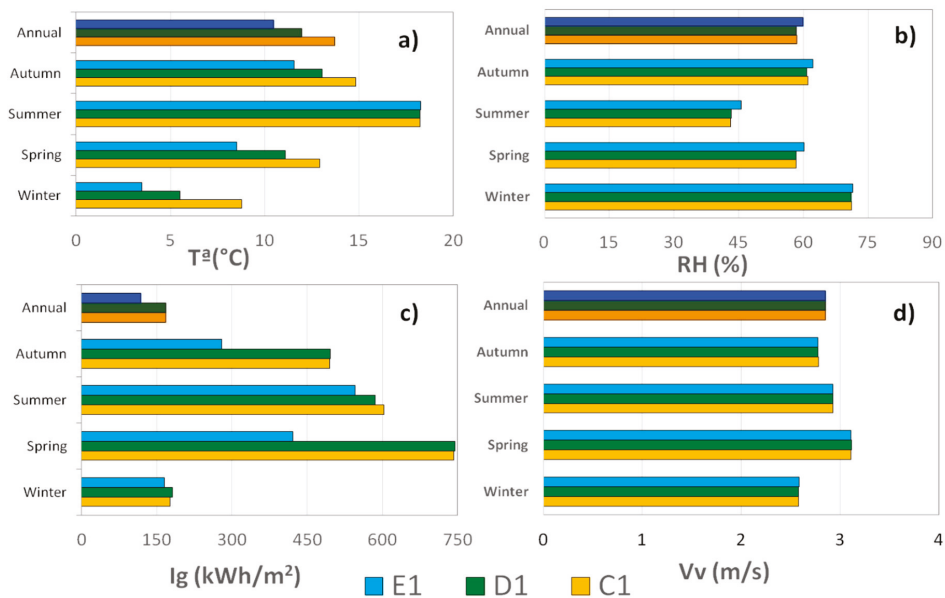 a)
Annual
Autumn
Summer
Spring
Winter
0 5 10 15 20
Tª(°C)
b)
Annual
Autumn
Summer
Spring
Winter
0 15 30 45 60 75 90
RH (%)
c)
Annual
Autumn
Summer
Spring
Winter
0 150 300 450 600 750
Ig (kWh/m²)
d)
Annual
Autumn
Summer
Spring
Winter
0 1 2 3 4
Vv (m/s)
E1 D1 C1